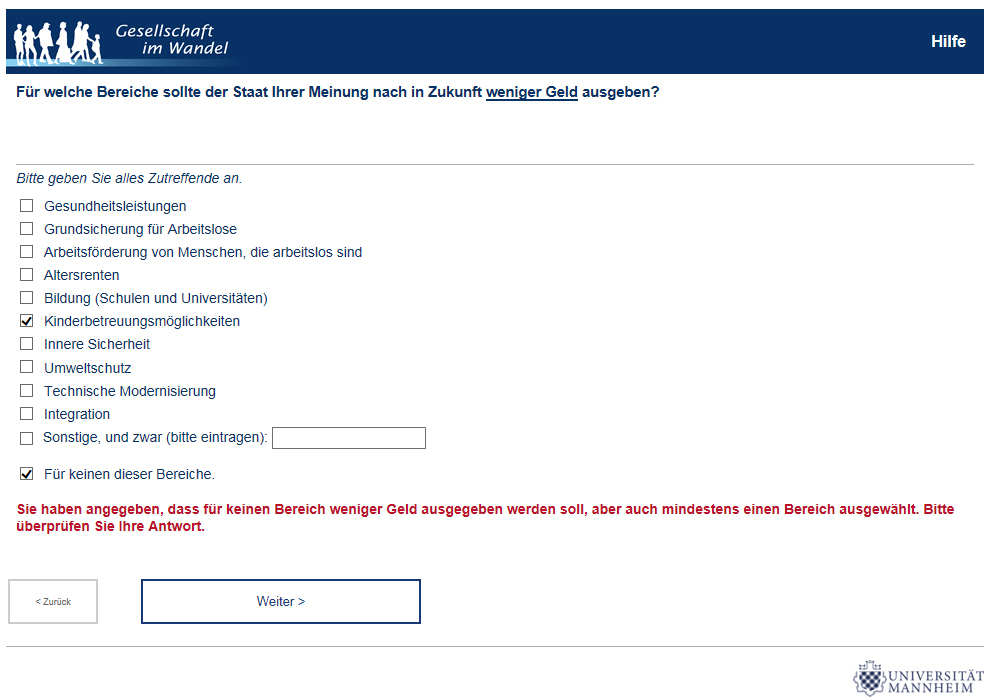 Gesellschaft
im Wandel
Hilfe
Für welche Bereiche sollte der Staat Ihrer Meinung nach in Zukunft weniger Geld ausgeben?
Bitte geben Sie alles Zutreffende an.
Gesundheitsleistungen
Grundsicherung für Arbeitslose
Arbeitsförderung von Menschen, die arbeitslos sind
Altersrenten
Bildung (Schulen und Universitäten)
Kinderbetreuungsmöglichkeiten
Innere Sicherheit
Umweltschutz
Technische Modernisierung
Integration
Sonstige, und zwar (bitte eintragen):
Für keinen dieser Bereiche.
Sie haben angegeben, dass für keinen Bereich weniger Geld ausgegeben werden soll, aber auch mindestens einen Bereich ausgewählt. Bitte
überprüfen Sie Ihre Antwort.
< Zurück
Weiter >
UNIVERSITÄT
MANNHEIM